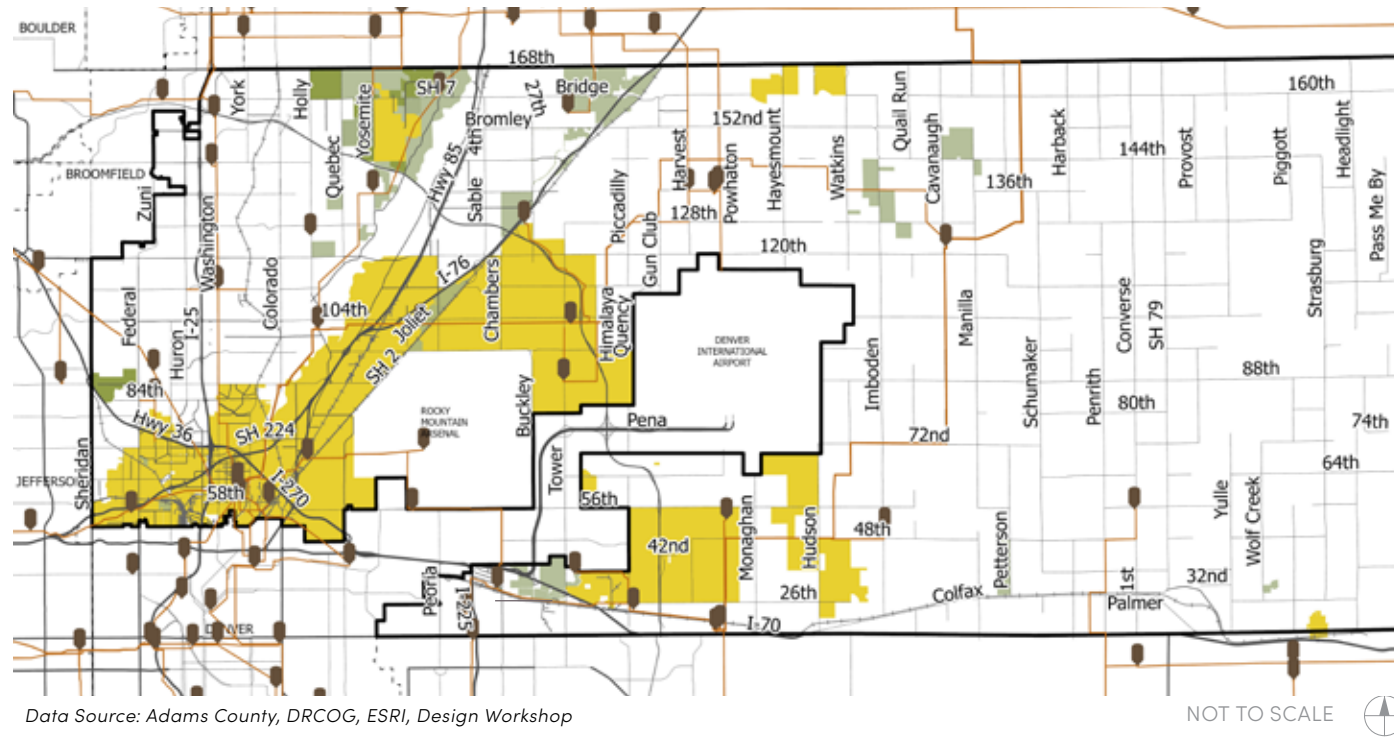 BOULDER
168th
York
Holly
Yosemite
SH 7
27th
Bridge
160th
Quail Run
Headlight
Bromley
152nd
Hayesmount
Harback
144th
Provost
Piggott
4th
Quebec
BROOMFIELD
Hwy 85
Harvest
Watkins
Cavanaugh
136th
Zuni
Sable
Piccadilly
Powhaton
Pass Me By
128th
Washington
Gun Club
120th
Strasburg
I-76
Colorado
Chambers
Federal
104th
Joliet
Himalaya
Quency
Manilla
Converse
SH 79
I-25
Huron
SH 2
DENVER
INTERNATIONAL
AIRPORT
Imboden
Schumaker
Penrith
88th
84th
80th
Buckley
ROCKY
MOUNTAIN
ARSENAL
Pena
74th
Hwy 36
SH 224
72nd
64th
Sheridan
JEFFERSO
Tower
58th
I-270
56th
Monaghan
Hudson
48th
Petterson
Yulle
Wolf Creek
42nd
Peoria
I-225
26th
Colfax
1st
32nd
Palmer
I-70
DENVER
Data Source: Adams County, DRCOG, ESRI, Design Workshop
NOT TO SCALE